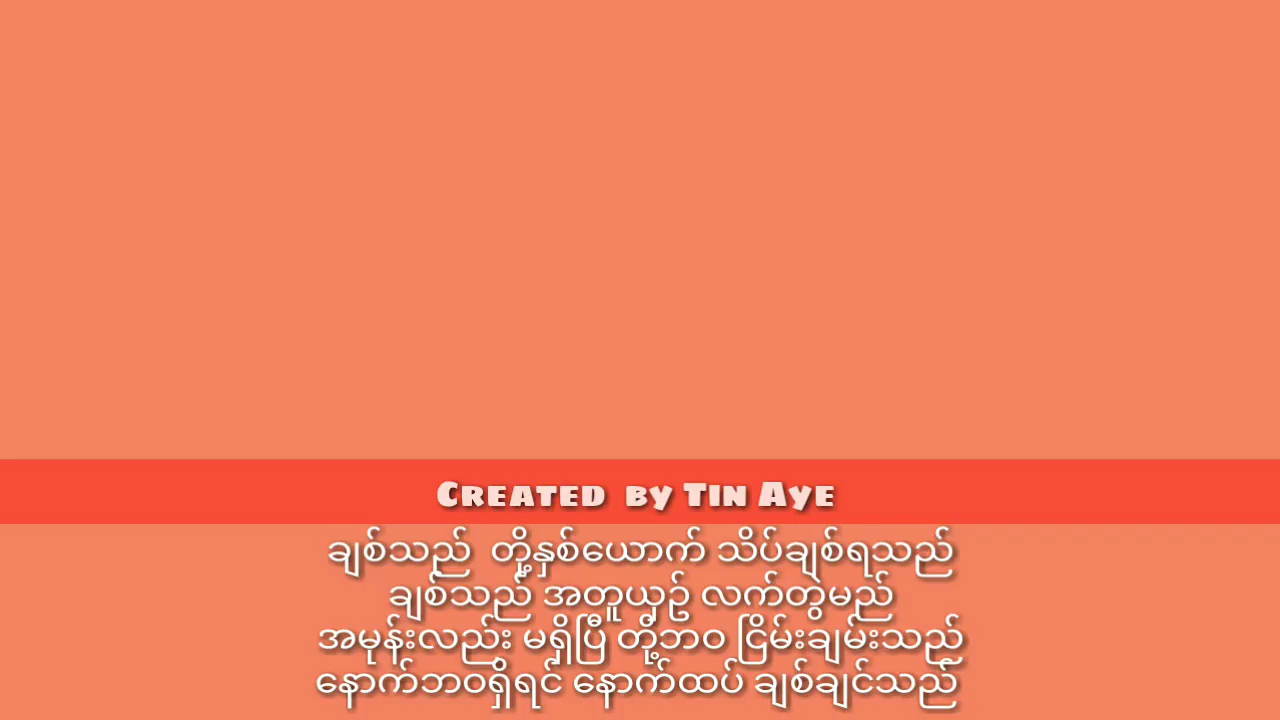 Created by Tin Aye
ချစ်သည် တို့နှစ်ယောက် သိပ်ချစ်ရသည်
ချစ်သည် အတူယှဥ် လက်တွဲမည်
အမုန်းလည်း မရှိပြီ တို့ဘဝ ငြိမ်းချမ်းသည်
နောက်ဘဝရှိရင် နောက်ထပ် ချစ်ချင်သည်